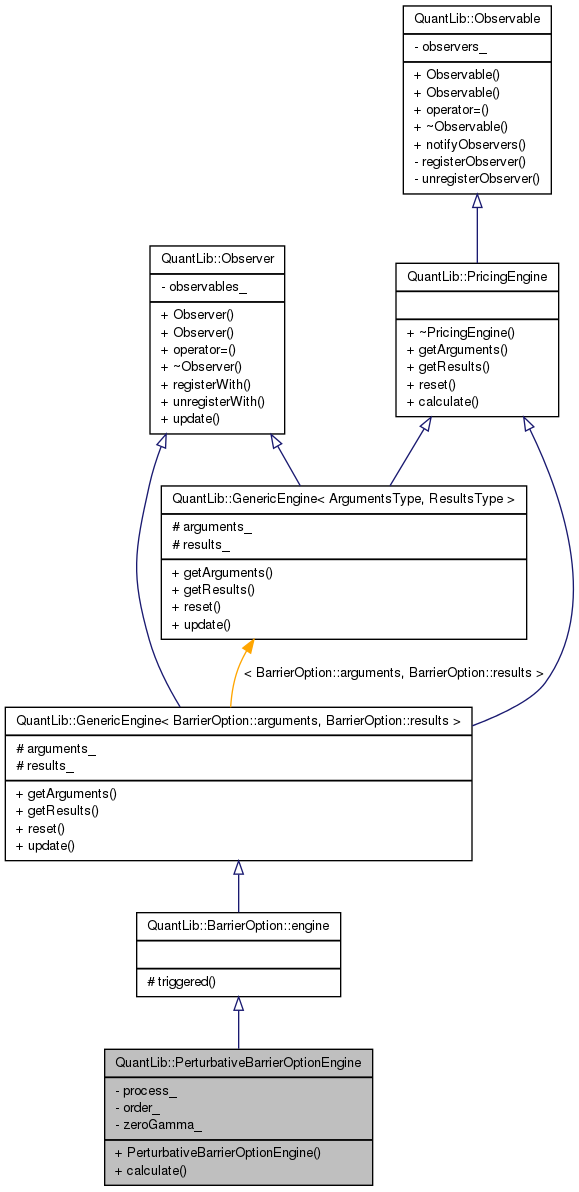 QuantLib::Observable
- observers_
+ Observable()
+ Observable()
+ operator=()
+ ~Observable()
+ notifyObservers()
- registerObserver()
- unregisterObserver()
QuantLib::Observer
- observables_
+ Observer()
+ Observer()
+ operator=()
+ ~Observer()
+ registerWith()
+ unregisterWith()
+ update()
QuantLib::PricingEngine
+ ~PricingEngine()
+ getArguments()
+ getResults()
+ reset()
+ calculate()
QuantLib::GenericEngine< ArgumentsType, ResultsType >
# arguments_
# results_
+ getArguments()
+ getResults()
+ reset()
+ update()
< BarrierOption::arguments, BarrierOption::results >
QuantLib::GenericEngine< BarrierOption::arguments, BarrierOption::results >
# arguments_
# results_
+ getArguments()
+ getResults()
+ reset()
+ update()
QuantLib::BarrierOption::engine
# triggered()
QuantLib::PerturbativeBarrierOptionEngine
- process_
- order_
- zeroGamma_
+ PerturbativeBarrierOptionEngine()
+ calculate()